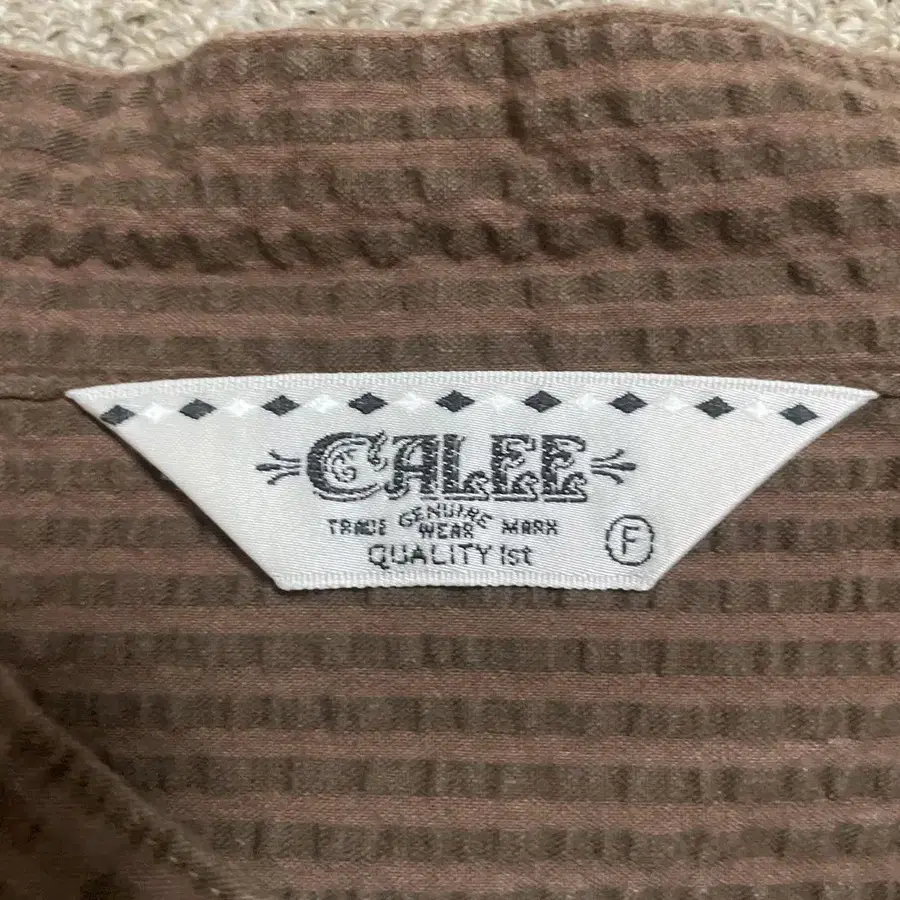 CALEE
TRADE GENUINE WEAR MARK
QUALITY 1st
F